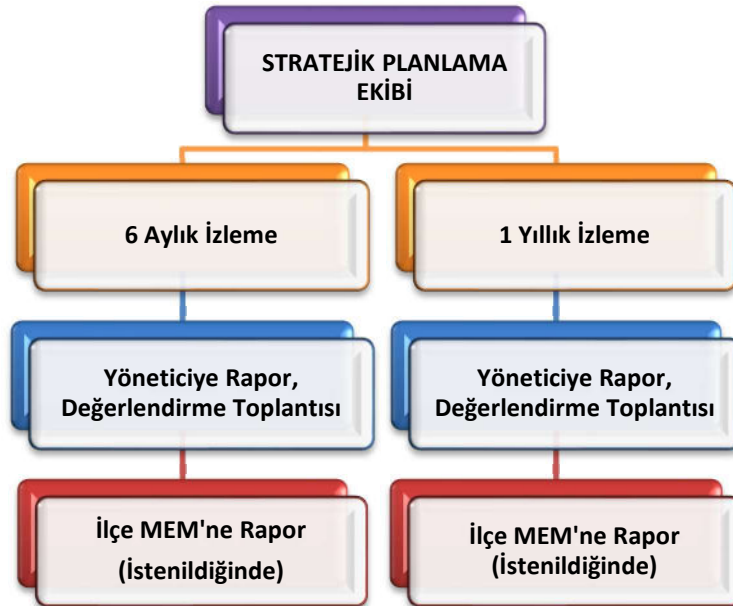 STRATEJİK PLANLAMA
EKİBİ
6 Aylık İzleme
1 Yıllık İzleme
Yöneticiye Rapor,
Değerlendirme Toplantısı
Yöneticiye Rapor,
Değerlendirme Toplantısı
İlçe MEM'ne Rapor
(İstenildiğinde)
İlçe MEM'ne Rapor
(İstenildiğinde)